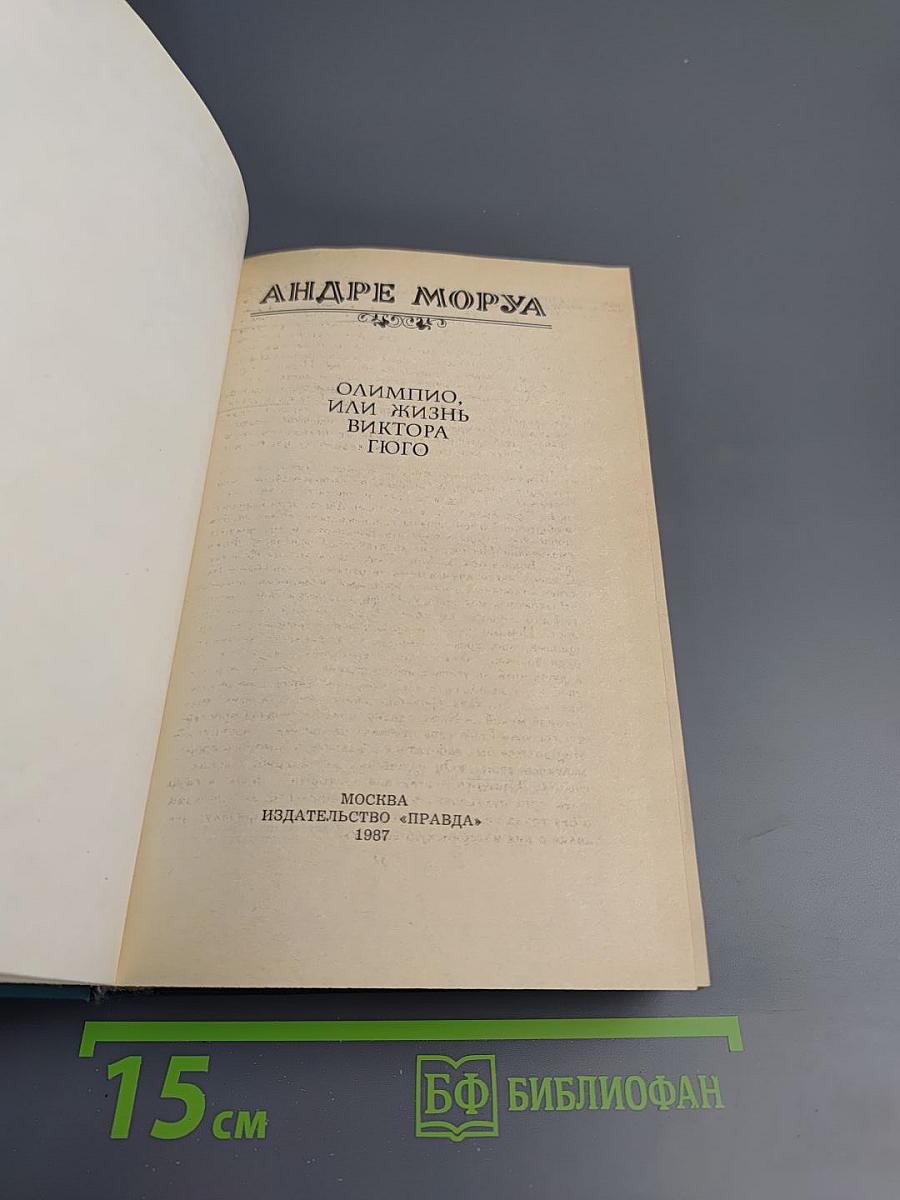 АНДРЕ МОРУА
ОЛИМПИО,
ИЛИ ЖИЗНЬ
ВИКТОРА
ГЮГО
МОСКВА
ИЗДАТЕЛЬСТВО «ПРАВДА»
1987
15 см
БФ БИБЛИОФАН